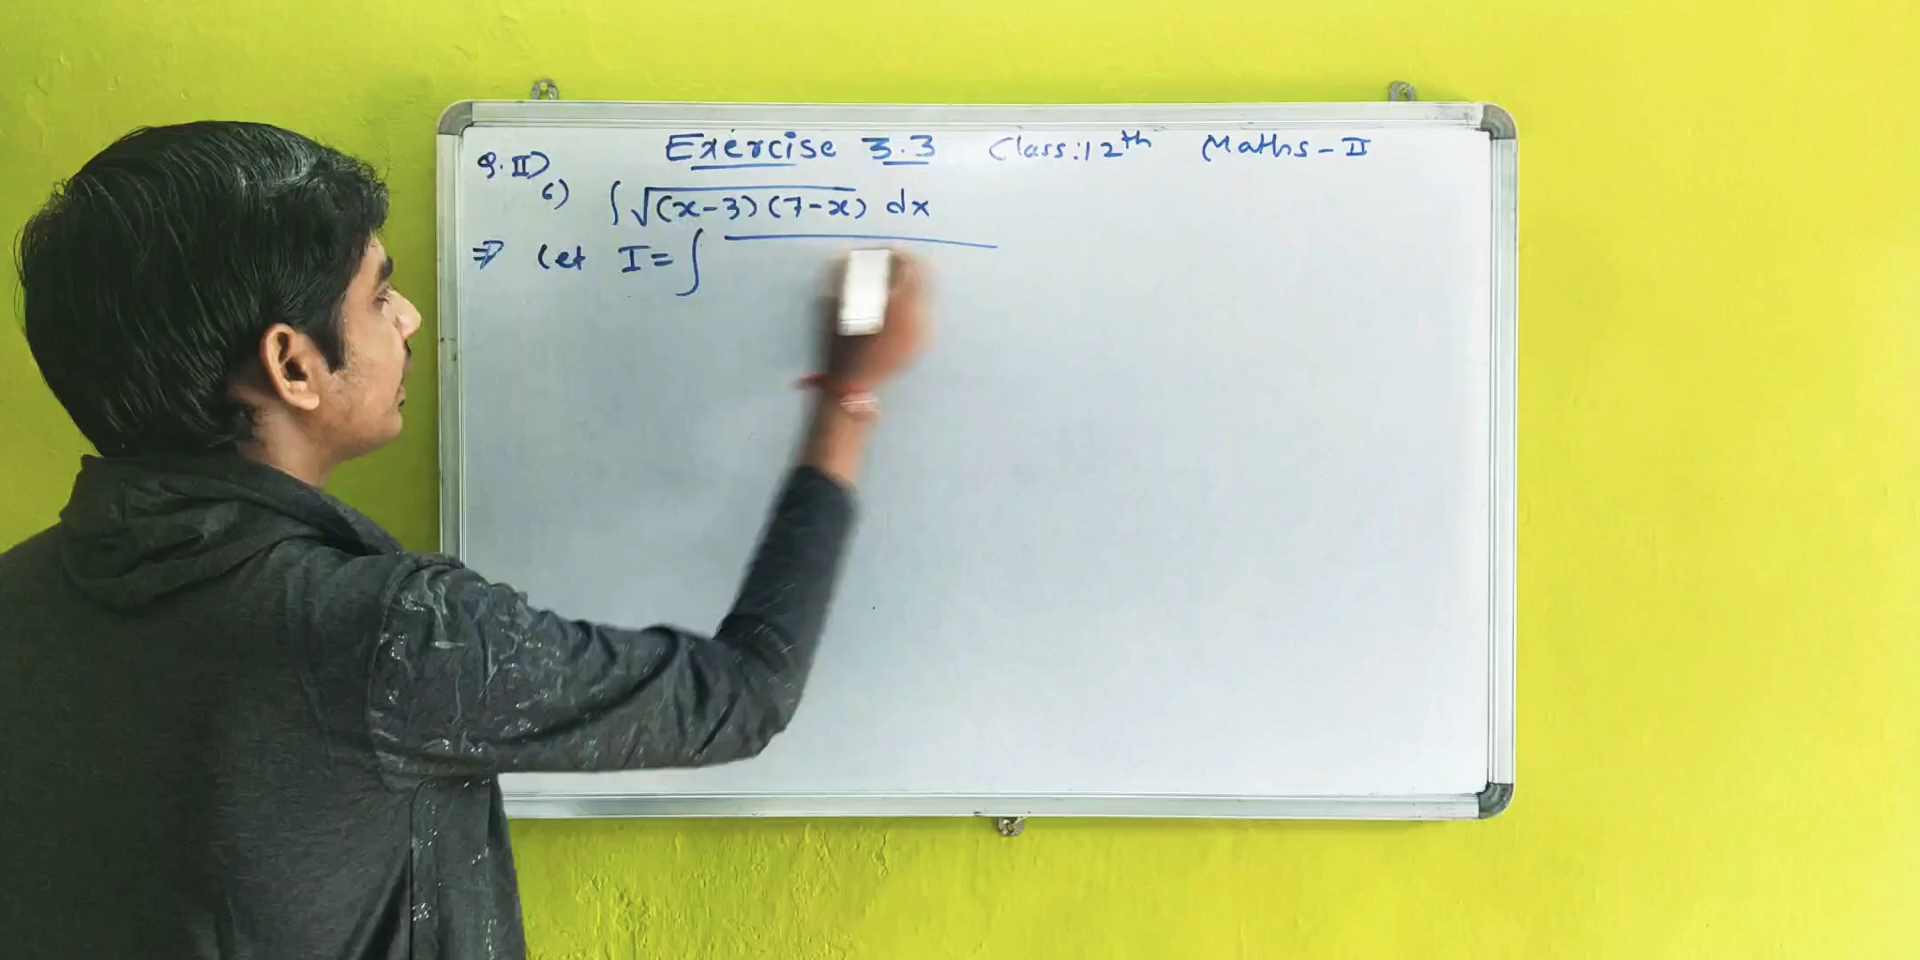 Exercise 3.3 Class:12th Maths-II
Q.II)
6) ∫√(x-3)(7-x) dx
⇒ Let I = ∫